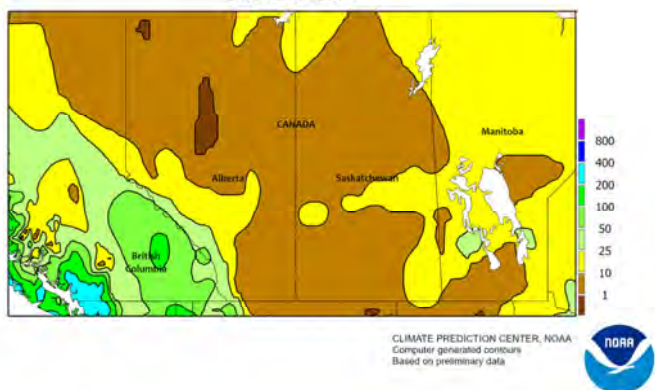 CANADA
Manitoba
Alberta
Saskatchewan
British
Columbia
800
400
200
100
50
25
10
1
CLIMATE PREDICTION CENTER, NOAA
Computer generated contours
Based on preliminary data
NOAA